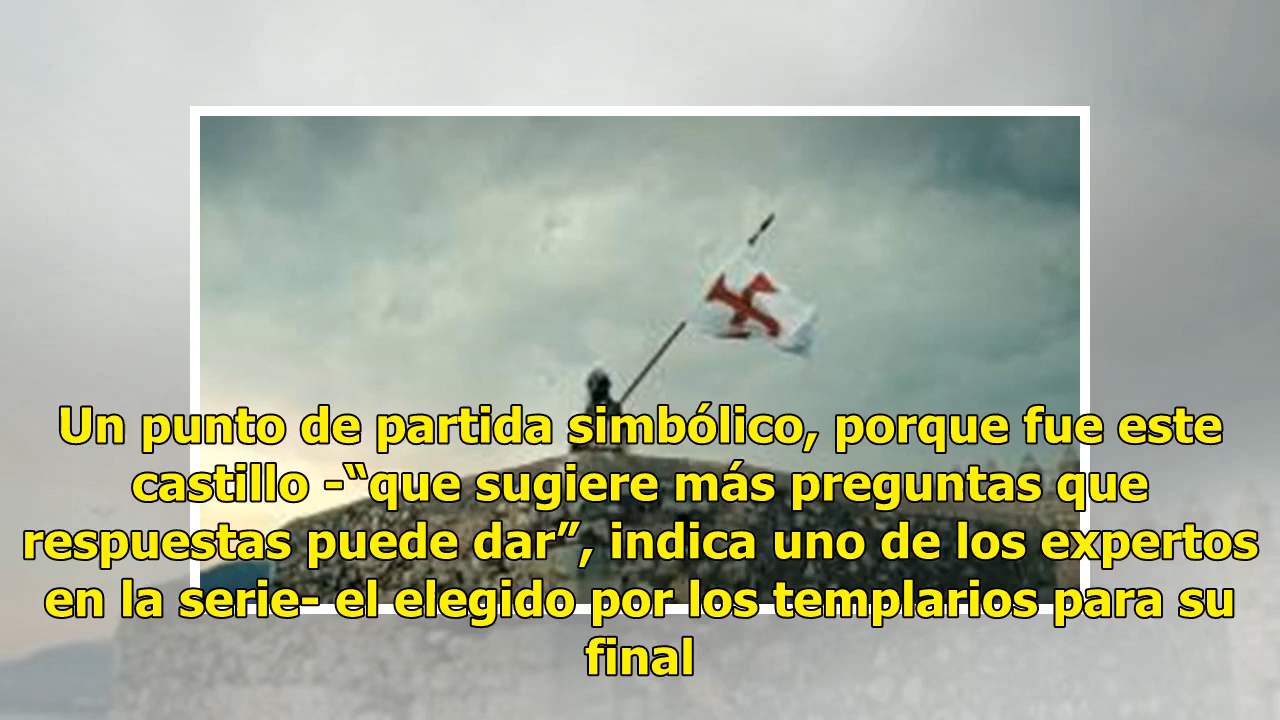 Un punto de partida simbólico, porque fue este
castillo -“que sugiere más preguntas que
respuestas puede dar”, indica uno de los expertos
en la serie- el elegido por los templarios para su
final